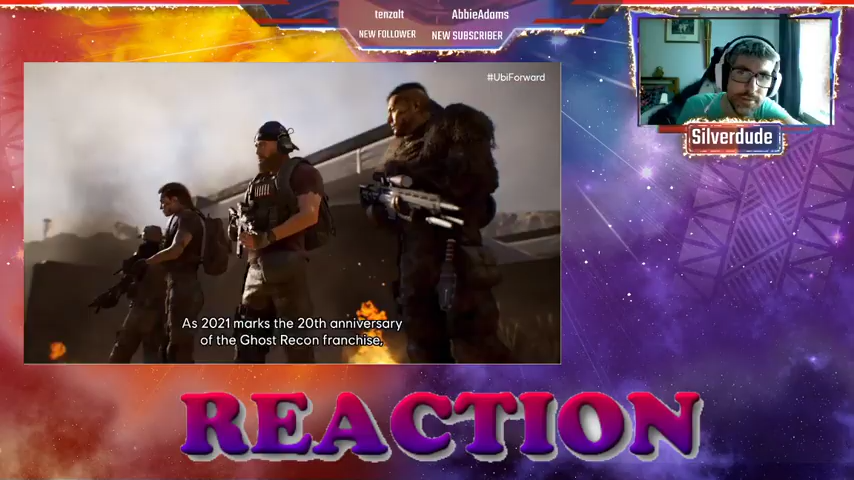 tenzolt
AbbieAdams
NEW FOLLOWER
NEW SUBSCRIBER
#UbiForward
Silverdude
As 2021 marks the 20th anniversary
of the Ghost Recon franchise,
REACTION